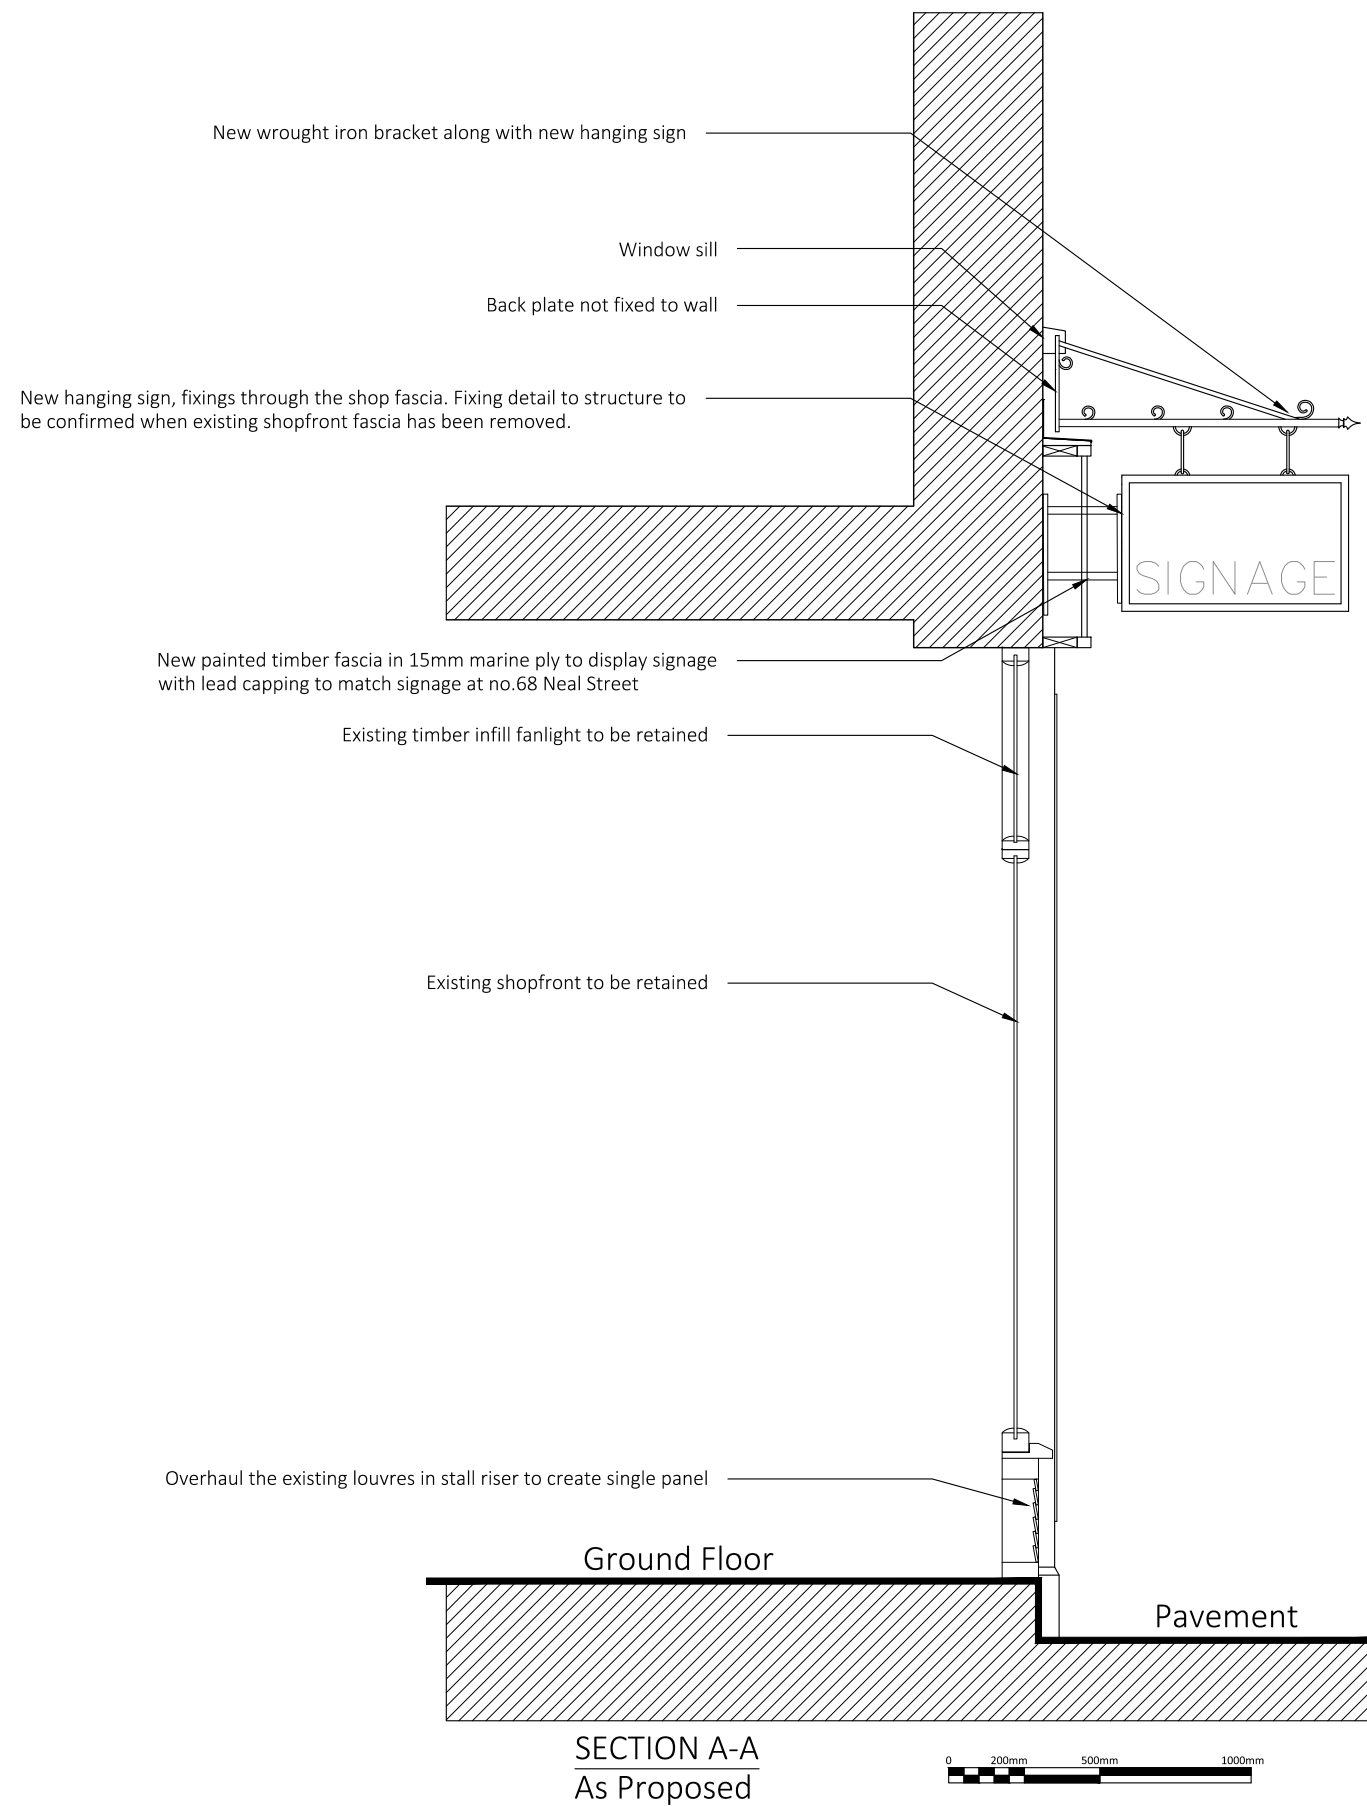 New wrought iron bracket along with new hanging sign
Window sill
Back plate not fixed to wall
New hanging sign, fixings through the shop fascia. Fixing detail to structure to
be confirmed when existing shopfront fascia has been removed.
SIGNAGE
New painted timber fascia in 15mm marine ply to display signage
with lead capping to match signage at no.68 Neal Street
Existing timber infill fanlight to be retained
Existing shopfront to be retained
Overhaul the existing louvres in stall riser to create single panel
Ground Floor
Pavement
SECTION A-A
As Proposed
0 200mm 500mm 1000mm